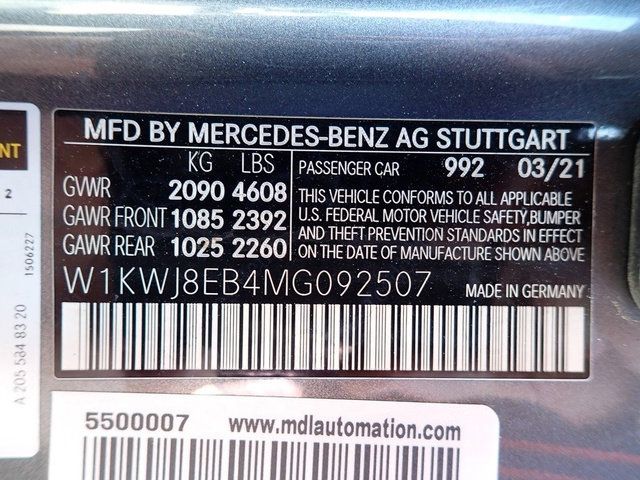 MFD BY MERCEDES-BENZ AG STUTTGART
KG LBS
GVWR 2090 4608
GAWR FRONT 1085 2392
GAWR REAR 1025 2260
PASSENGER CAR 992 03/21
THIS VEHICLE CONFORMS TO ALL APPLICABLE
U.S. FEDERAL MOTOR VEHICLE SAFETY,BUMPER
AND THEFT PREVENTION STANDARDS IN EFFECT
ON THE DATE OF MANUFACTURE SHOWN ABOVE
W1KWJ8EB4MG092507 MADE IN GERMANY
NT
2
1506227
A 205 584 83 20
5500007 www.mdlautomation.com